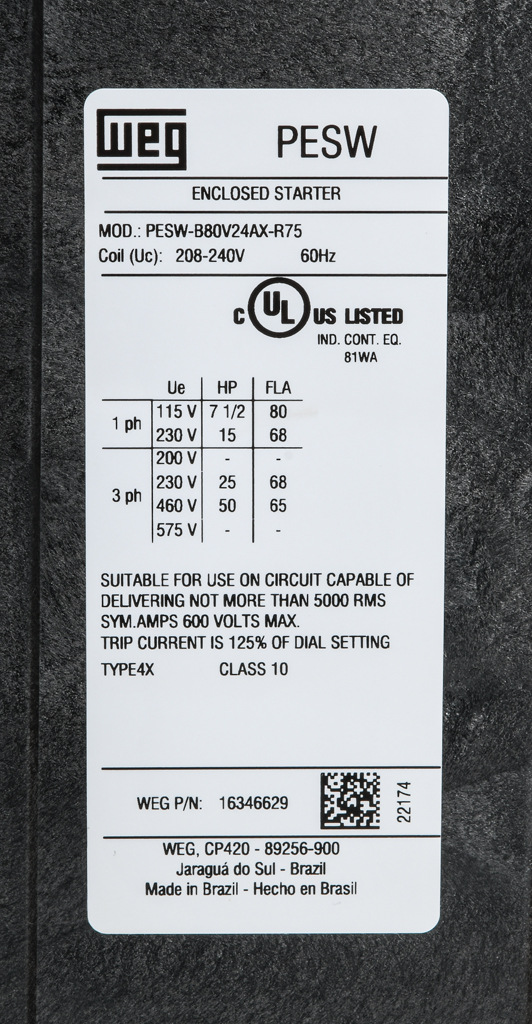 WEG PESW
ENCLOSED STARTER
MOD.: PESW-B80V24AX-R75
Coil (Uc): 208-240V 60Hz
C UL US LISTED
IND. CONT. EQ.
81WA
Ue HP FLA
1 ph 115 V 7 1/2 80
230 V 15 68
3 ph 200 V - -
230 V 25 68
460 V 50 65
575 V - -
SUITABLE FOR USE ON CIRCUIT CAPABLE OF
DELIVERING NOT MORE THAN 5000 RMS
SYM.AMPS 600 VOLTS MAX.
TRIP CURRENT IS 125% OF DIAL SETTING
TYPE4X CLASS 10
WEG P/N: 16346629 22174
WEG, CP420 - 89256-900
Jaraguá do Sul - Brazil
Made in Brazil - Hecho en Brasil